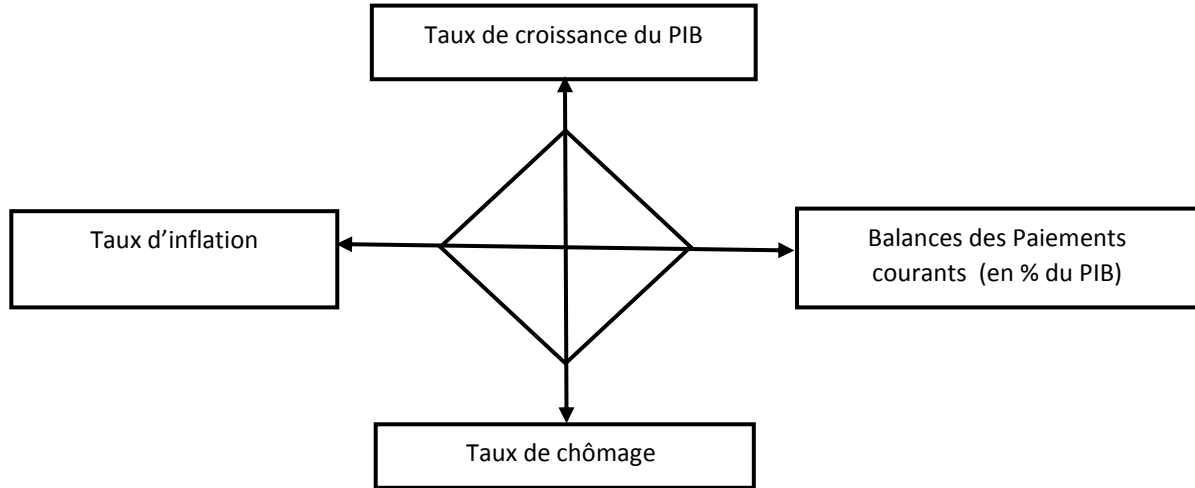 Taux de croissance du PIB
Taux d’inflation
Balances des Paiements
courants (en % du PIB)
Taux de chômage